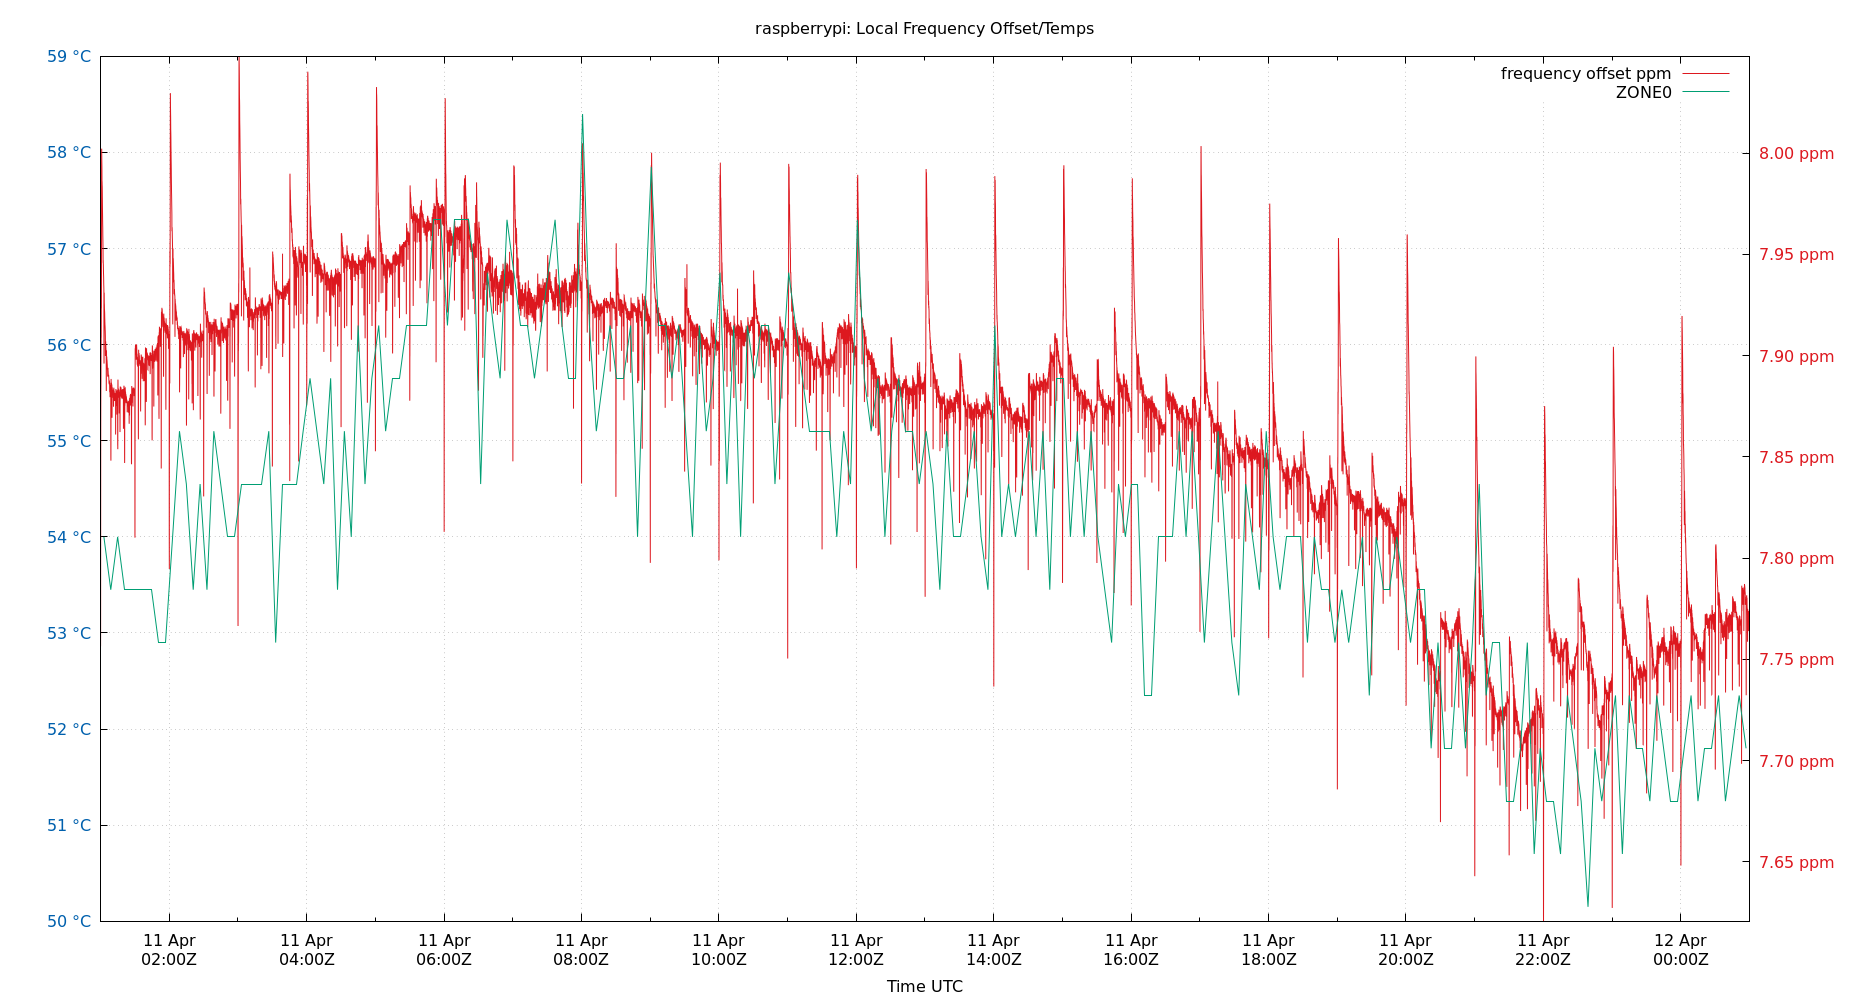 raspberrypi: Local Frequency Offset/Temps
59 °C
58 °C
57 °C
56 °C
55 °C
54 °C
53 °C
52 °C
51 °C
50 °C
frequency offset ppm
ZONE0
8.00 ppm
7.95 ppm
7.90 ppm
7.85 ppm
7.80 ppm
7.75 ppm
7.70 ppm
7.65 ppm
11 Apr
02:00Z
11 Apr
04:00Z
11 Apr
06:00Z
11 Apr
08:00Z
11 Apr
10:00Z
11 Apr
12:00Z
11 Apr
14:00Z
11 Apr
16:00Z
11 Apr
18:00Z
11 Apr
20:00Z
11 Apr
22:00Z
12 Apr
00:00Z
Time UTC